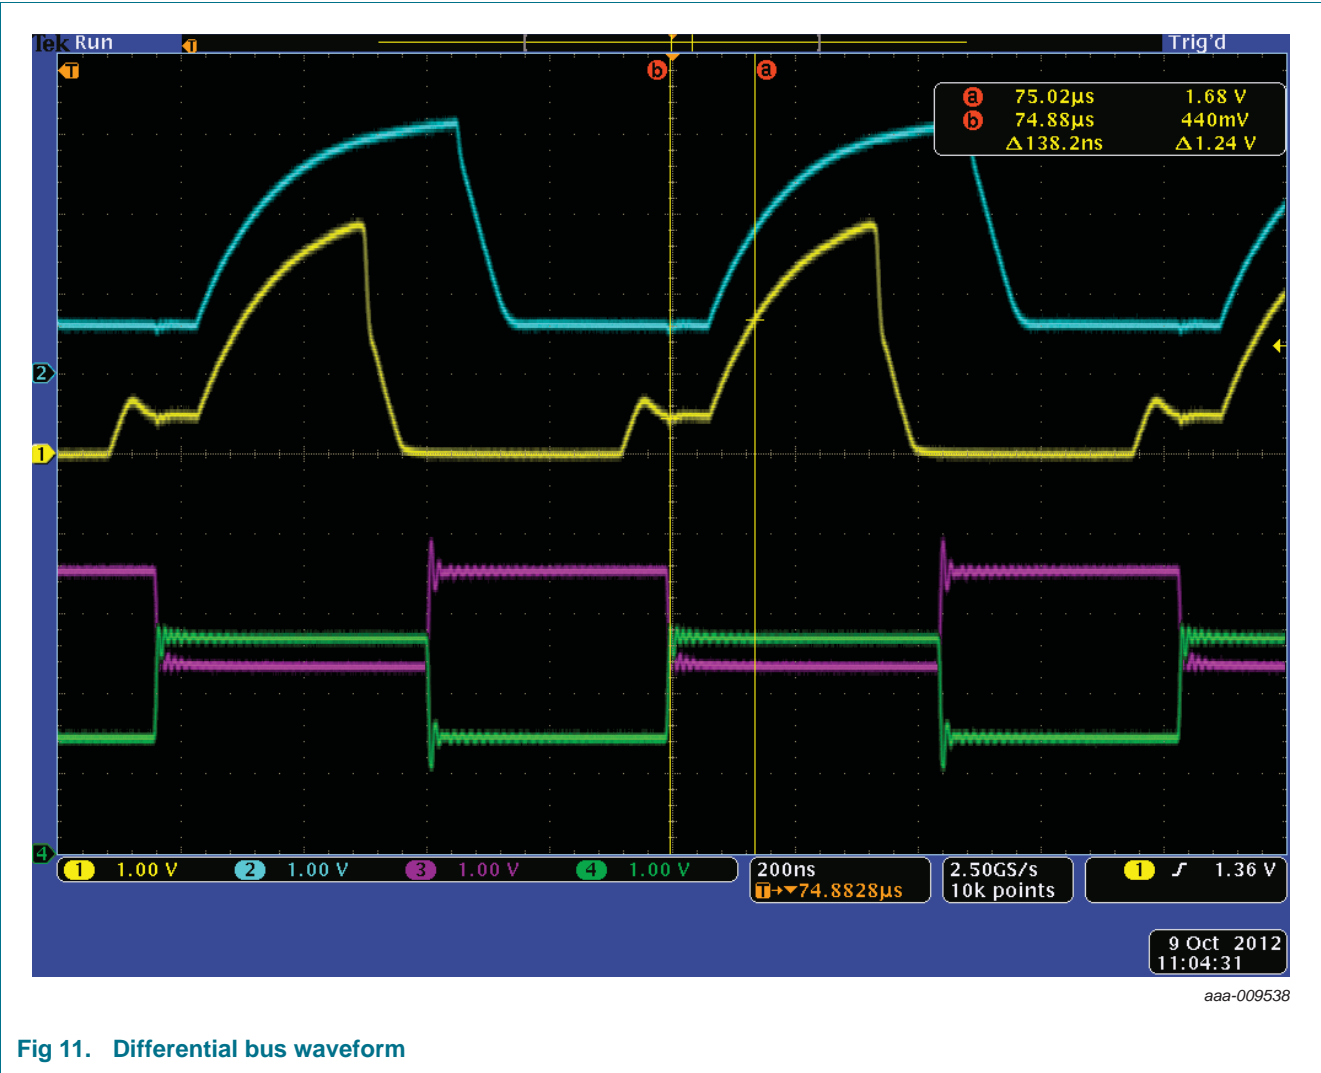 Tek Run Trig'd
T
T b a
a 75.02µs 1.68 V
b 74.88µs 440mV
Δ138.2ns Δ1.24 V
2
1
4
1 1.00 V 2 1.00 V 3 1.00 V 4 1.00 V
200ns 2.50GS/s 1 1.36 V
T→▼74.8828µs 10k points
9 Oct 2012
11:04:31
aaa-009538
Fig 11. Differential bus waveform